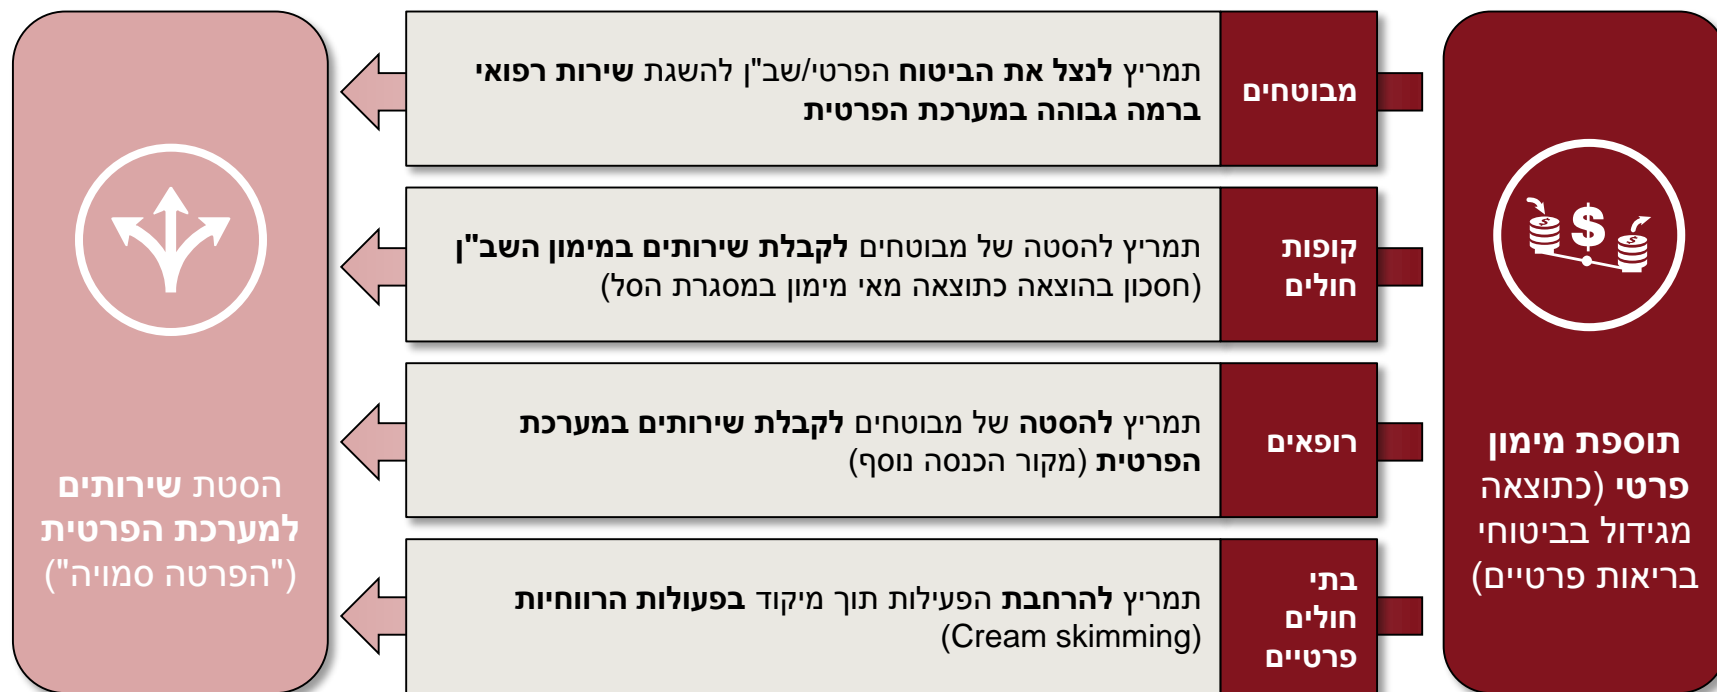 תוספת מימון
פרטי (כתוצאה
מגידול בביטוחי
בריאות פרטיים)
מבוטחים
תמריץ לנצל את הביטוח הפרטי/שב"ן להשגת שירות רפואי
ברמה גבוהה במערכת הפרטית
קופות
חולים
תמריץ להסטה של מבוטחים לקבלת שירותים במימון השב"ן
(חסכון בהוצאה כתוצאה מאי מימון במסגרת הסל)
רופאים
תמריץ להסטה של מבוטחים לקבלת שירותים במערכת
הפרטית (מקור הכנסה נוסף)
בתי
חולים
פרטיים
תמריץ להרחבת הפעילות תוך מיקוד בפעולות הרווחיות
(Cream skimming)
הסטת שירותים
למערכת הפרטית
("הפרטה סמויה")